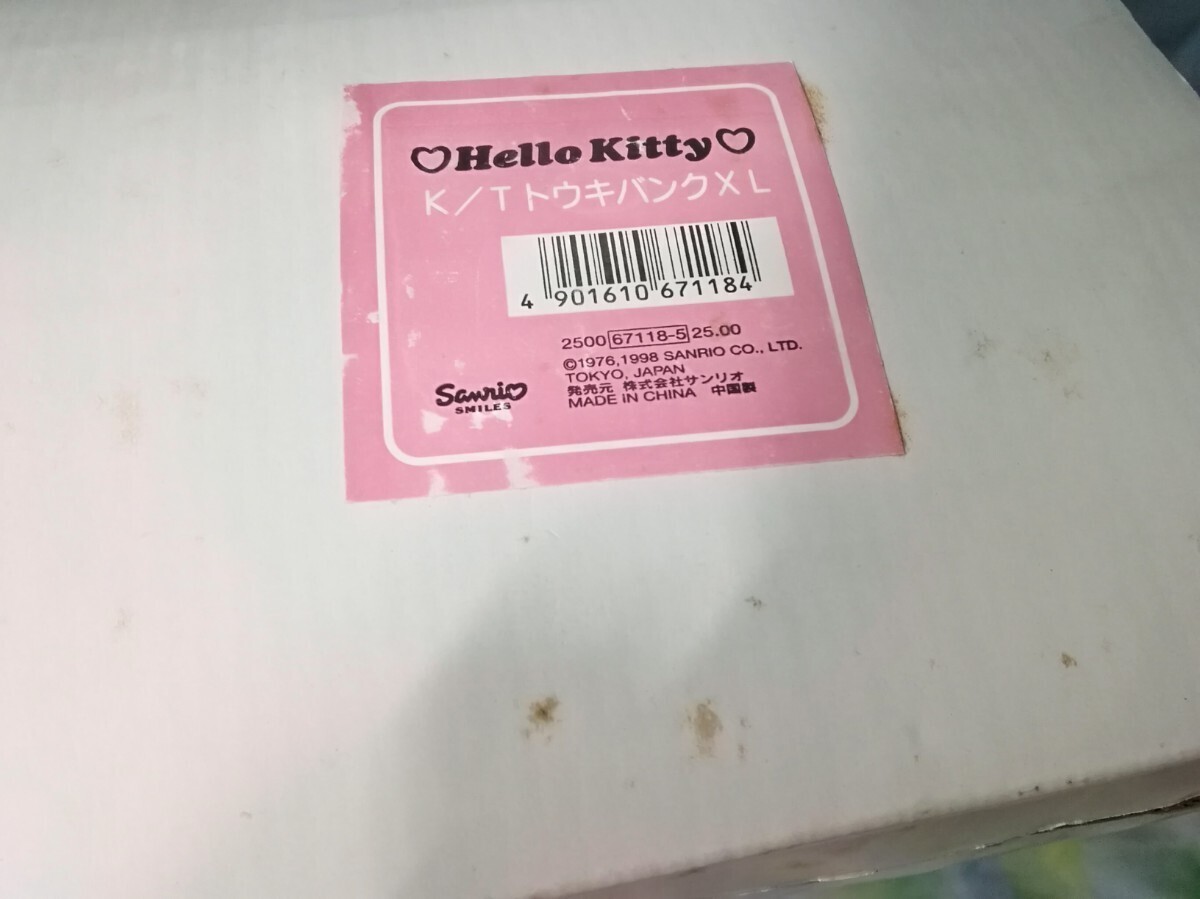 ♡Hello Kitty♡
K/TトウキバンクXL
4 901610 671184
2500 67118-5 25.00
©1976,1998 SANRIO CO., LTD.
TOKYO, JAPAN
発売元 株式会社サンリオ
MADE IN CHINA 中国製
Sanrio
SMILES